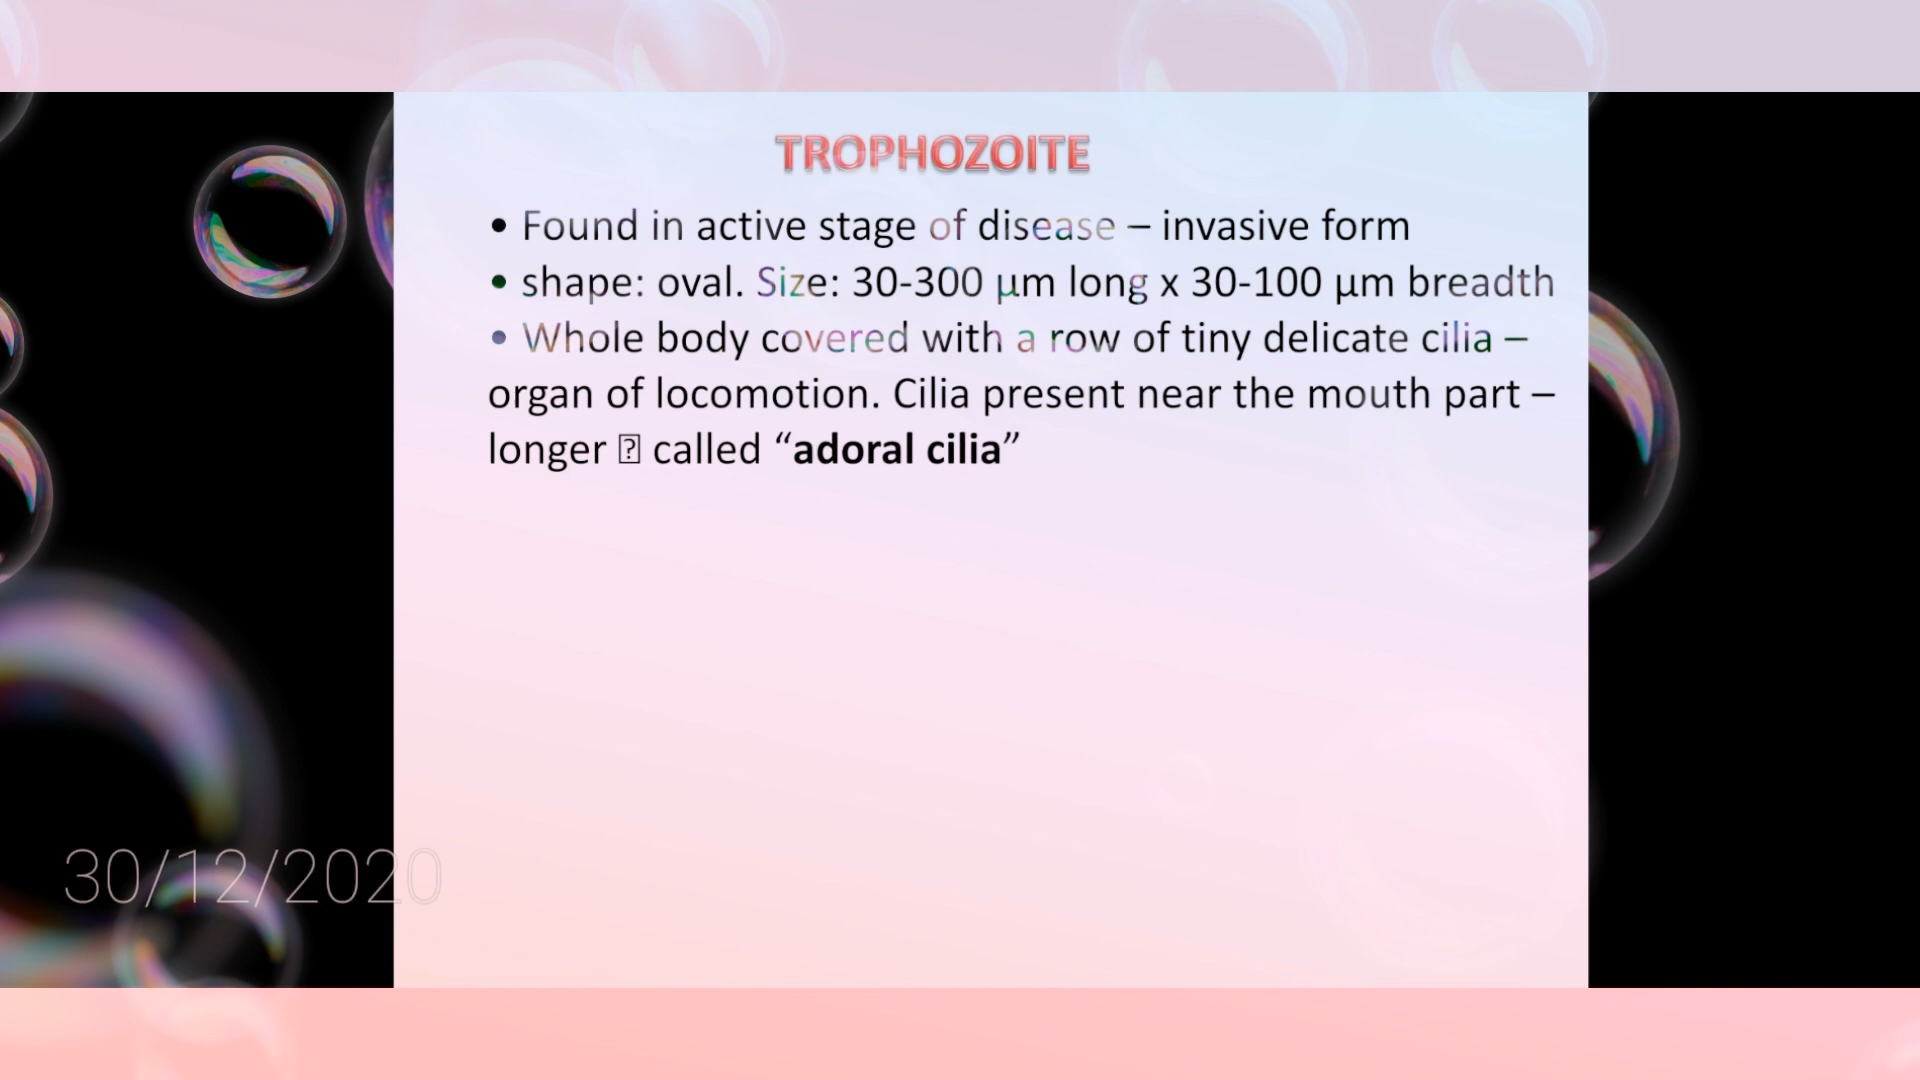 TROPHOZOITE
• Found in active stage of disease – invasive form
• shape: oval. Size: 30-300 µm long x 30-100 µm breadth
• Whole body covered with a row of tiny delicate cilia –
organ of locomotion. Cilia present near the mouth part –
longer ⍰ called “adoral cilia”
30/12/2020